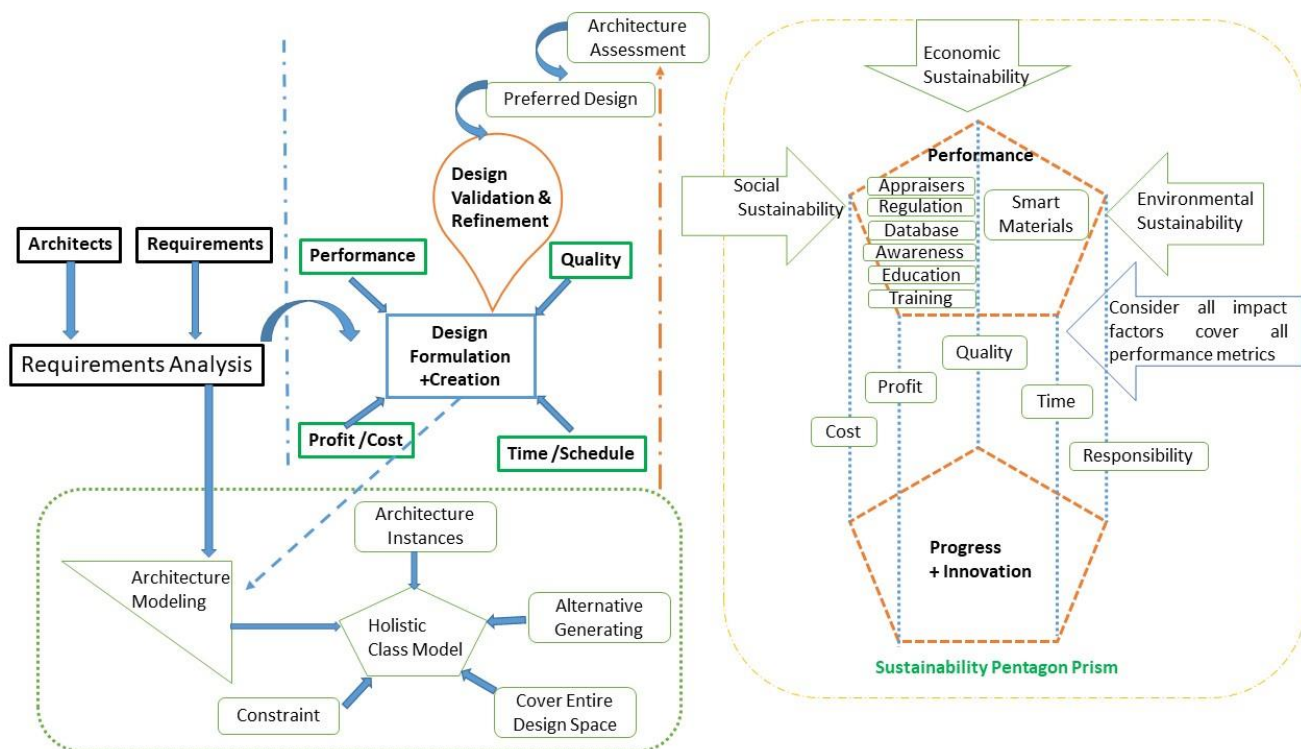 Architecture
Assessment
Preferred Design
Design
Validation &
Refinement
Architects
Requirements
Performance
Quality
Requirements Analysis
Design
Formulation
+Creation
Profit /Cost
Time /Schedule
Architecture
Instances
Architecture
Modeling
Holistic
Class Model
Alternative
Generating
Constraint
Cover Entire
Design Space
Economic
Sustainability
Social
Sustainability
Performance
Appraisers
Regulation
Database
Awareness
Education
Training
Smart
Materials
Environmental
Sustainability
Consider all impact
factors cover all
performance metrics
Quality
Profit
Time
Cost
Responsibility
Progress
+ Innovation
Sustainability Pentagon Prism